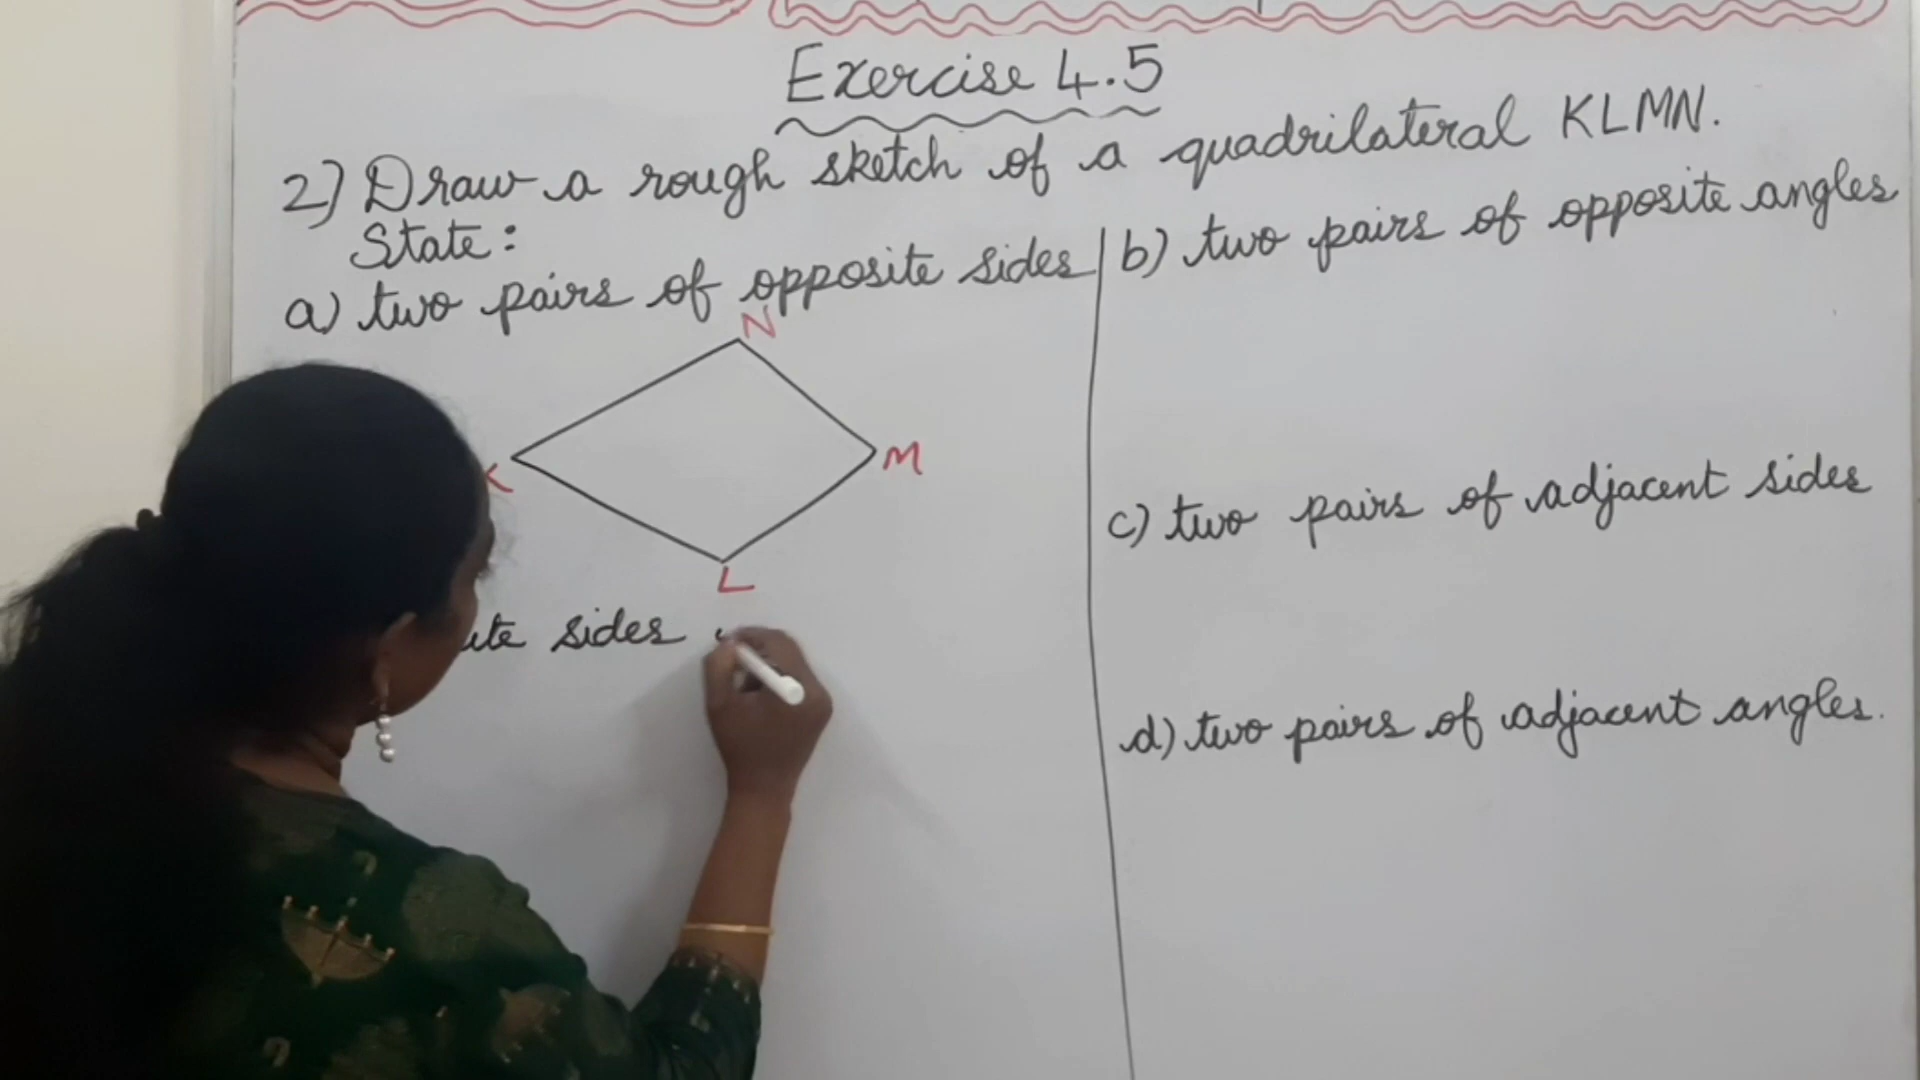 Exercise 4.5
2) Draw a rough sketch of a quadrilateral KLMN.
State:
a) two pairs of opposite sides
N
K
M
L
sides
b) two pairs of opposite angles
c) two pairs of adjacent sides
d) two pairs of adjacent angles.